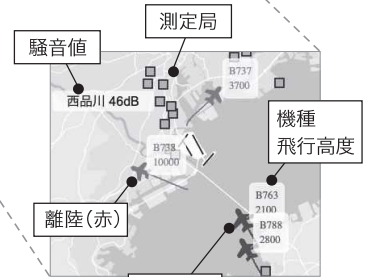 測定局
騒音値
B737
3700
西品川 46dB
機種
飛行高度
B738
10000
B763
2100
離陸(赤)
B788
2800